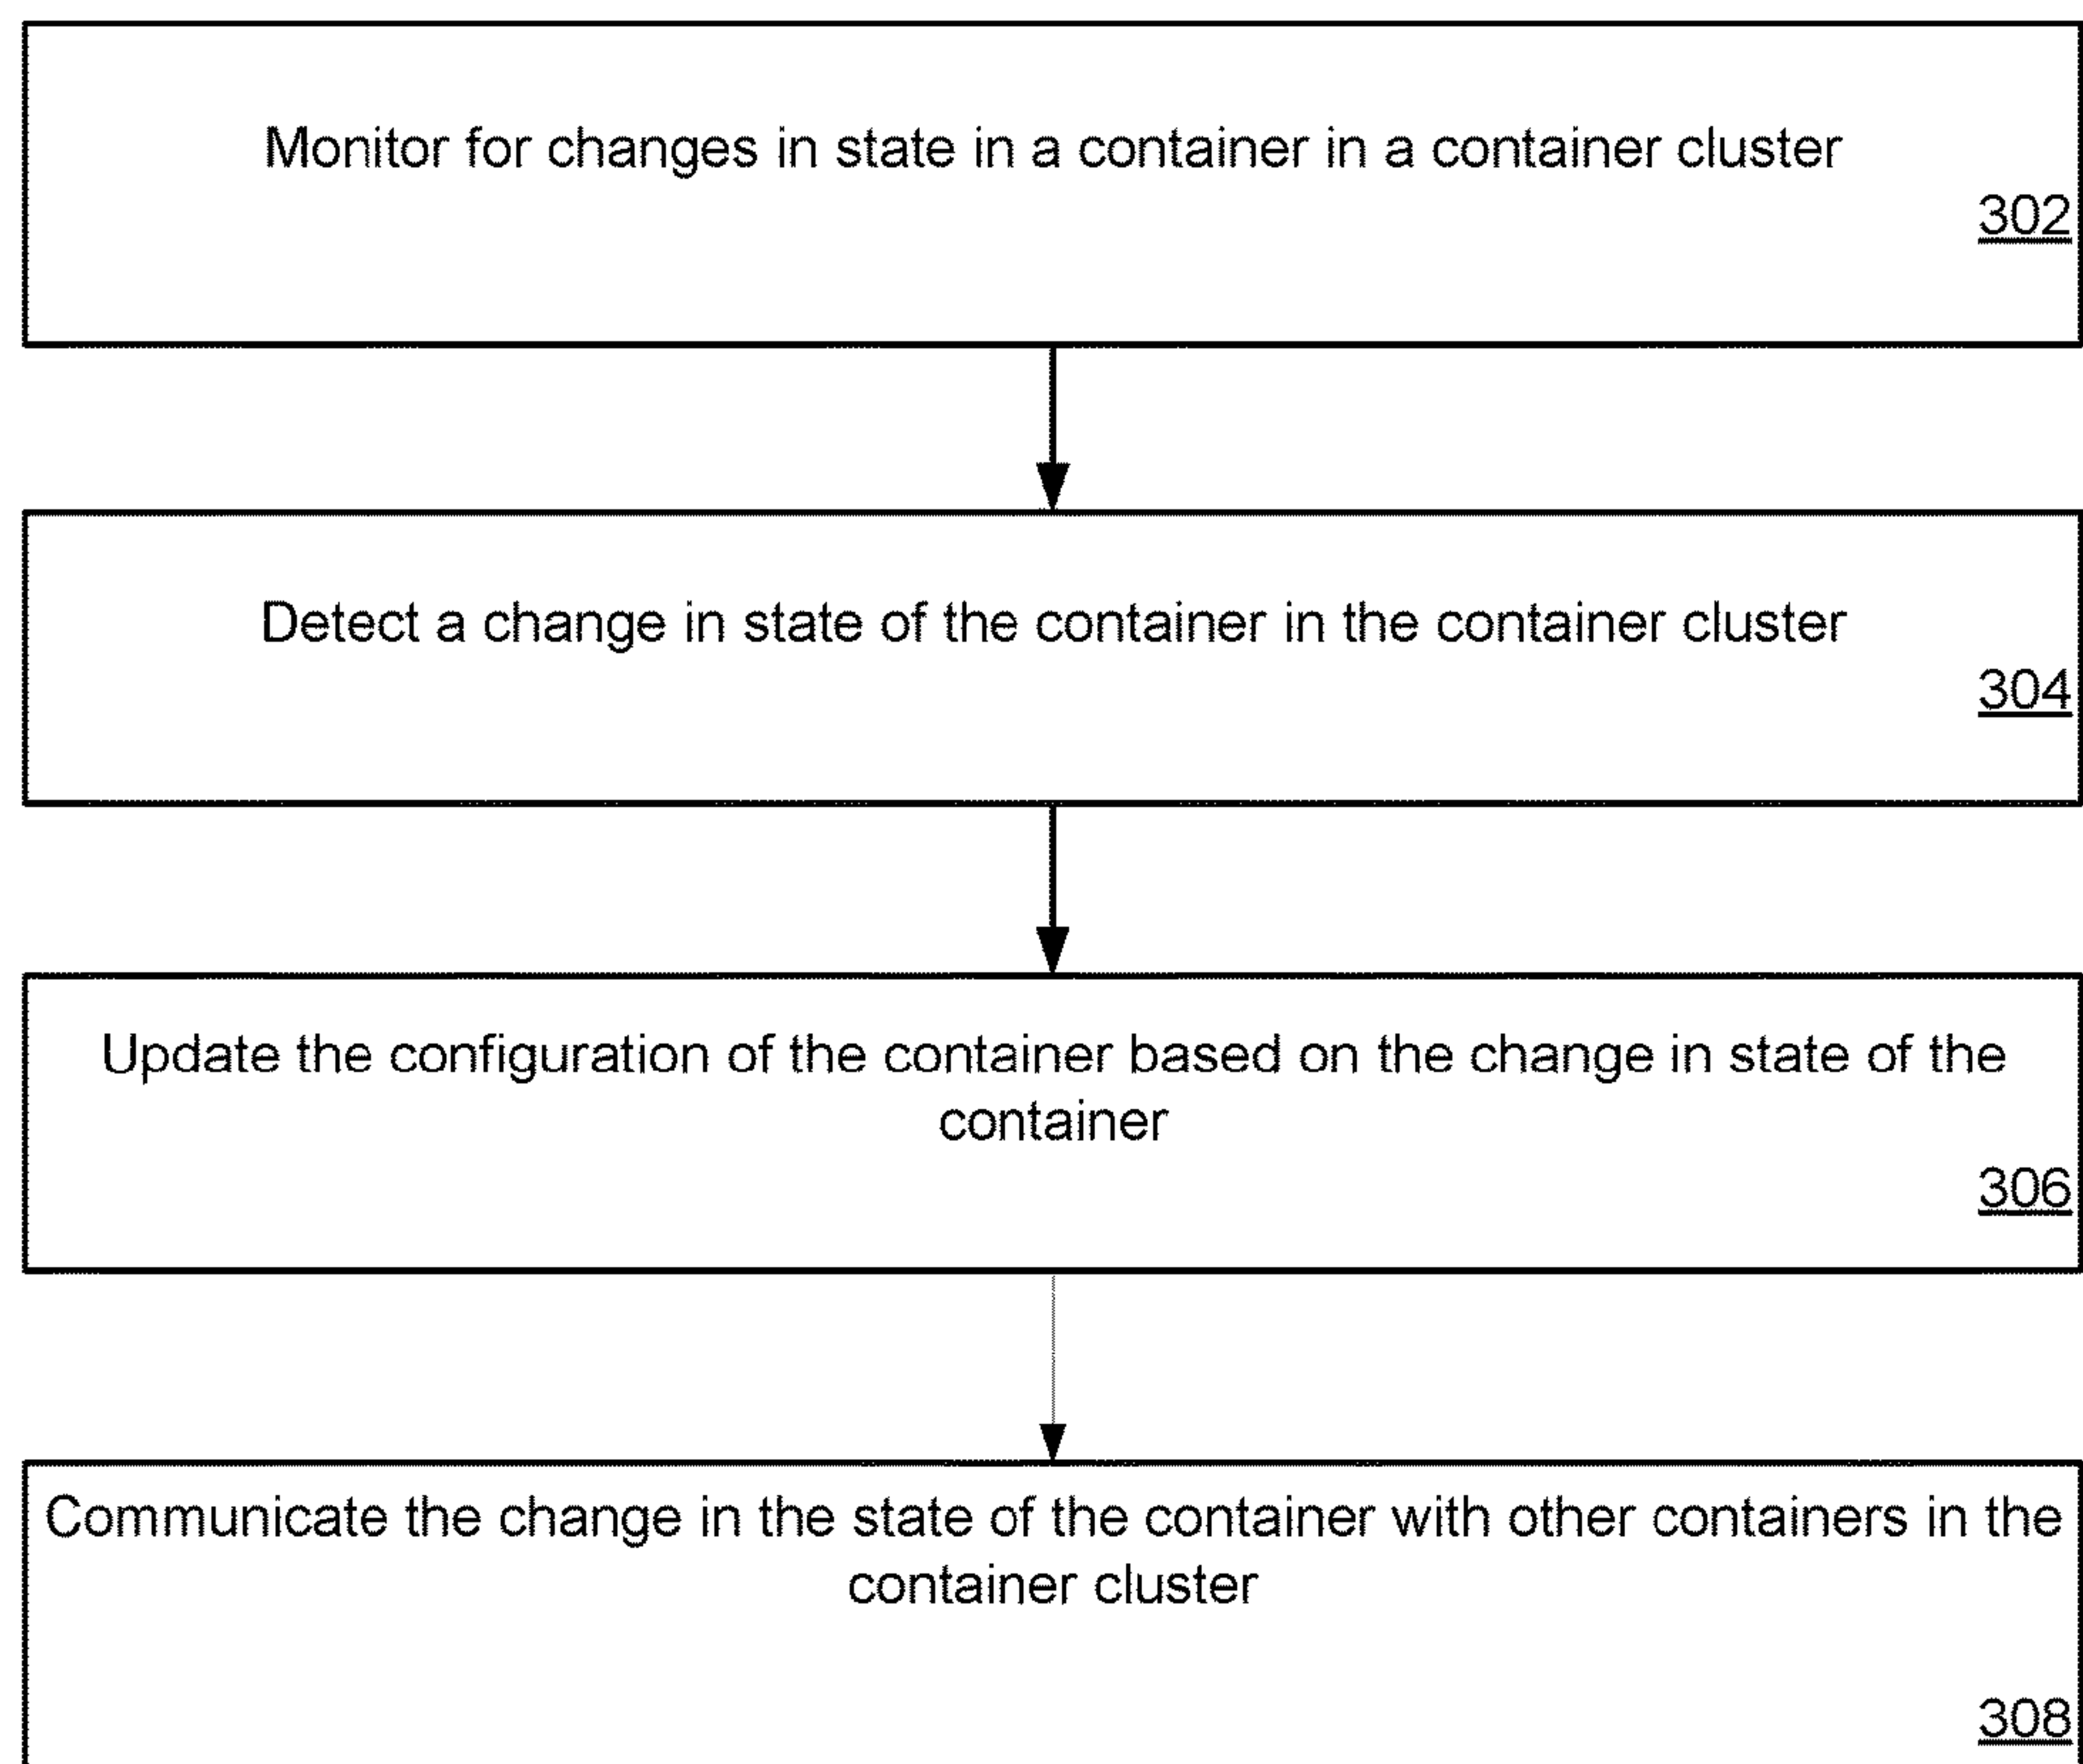 Monitor for changes in state in a container in a container cluster
302
Detect a change in state of the container in the container cluster
304
Update the configuration of the container based on the change in state of the
container
306
Communicate the change in the state of the container with other containers in the
container cluster
308